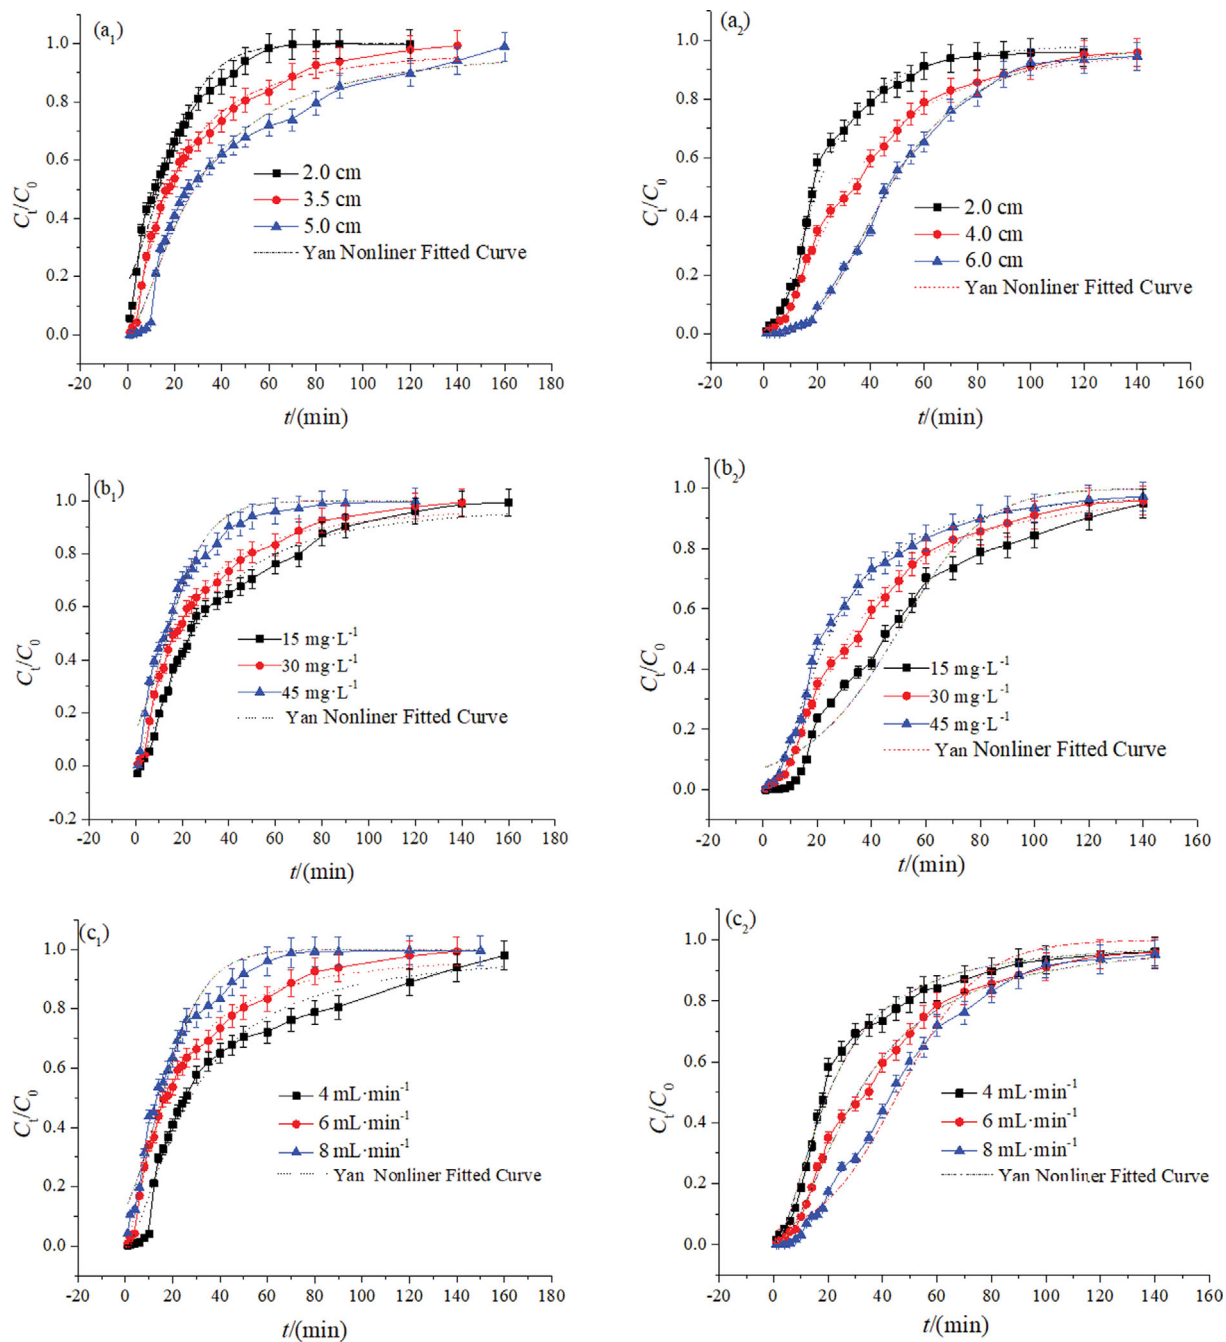 (a1)
1.0
0.8
0.6
0.4
0.2
0.0
Ct/C0
2.0 cm
3.5 cm
5.0 cm
Yan Nonliner Fitted Curve
-20 0 20 40 60 80 100 120 140 160 180
t/(min)
(a2)
1.0
0.8
0.6
0.4
0.2
0.0
Ct/C0
2.0 cm
4.0 cm
6.0 cm
Yan Nonliner Fitted Curve
-20 0 20 40 60 80 100 120 140 160
t/(min)
(b1)
1.0
0.8
0.6
0.4
0.2
0.0
-0.2
Ct/C0
15 mg·L-1
30 mg·L-1
45 mg·L-1
Yan Nonliner Fitted Curve
-20 0 20 40 60 80 100 120 140 160 180
t/(min)
(b2)
1.0
0.8
0.6
0.4
0.2
0.0
Ct/C0
15 mg·L-1
30 mg·L-1
45 mg·L-1
Yan Nonliner Fitted Curve
-20 0 20 40 60 80 100 120 140 160
t/(min)
(c1)
1.0
0.8
0.6
0.4
0.2
0.0
Ct/C0
4 mL·min-1
6 mL·min-1
8 mL·min-1
Yan Nonliner Fitted Curve
-20 0 20 40 60 80 100 120 140 160 180
t/(min)
(c2)
1.0
0.8
0.6
0.4
0.2
0.0
Ct/C0
4 mL·min-1
6 mL·min-1
8 mL·min-1
Yan Nonliner Fitted Curve
-20 0 20 40 60 80 100 120 140 160
t/(min)